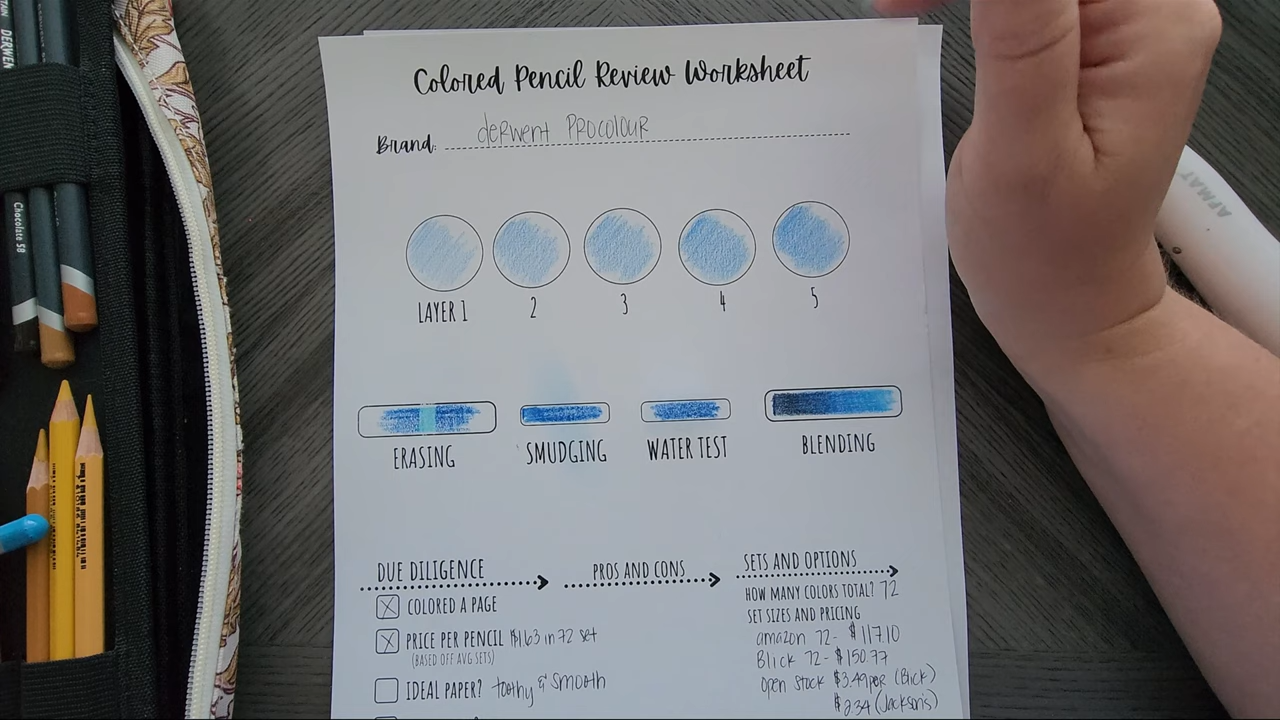 Colored Pencil Review Worksheet
Brand: derwent Procolour
LAYER 1 2 3 4 5
ERASING SMUDGING WATER TEST BLENDING
DUE DILIGENCE PROS AND CONS SETS AND OPTIONS
COLORED A PAGE
PRICE PER PENCIL $1.63 in 72 set
(BASED OFF AVG SETS)
IDEAL PAPER? toothy & smooth
HOW MANY COLORS TOTAL? 72
SET SIZES AND PRICING
amazon 72- $117.10
Blick 72- $150.77
open stock $3.49 per (Blick)
$2.34 (Jackson's)
Chocolate 58
DERWEN
ARMAT